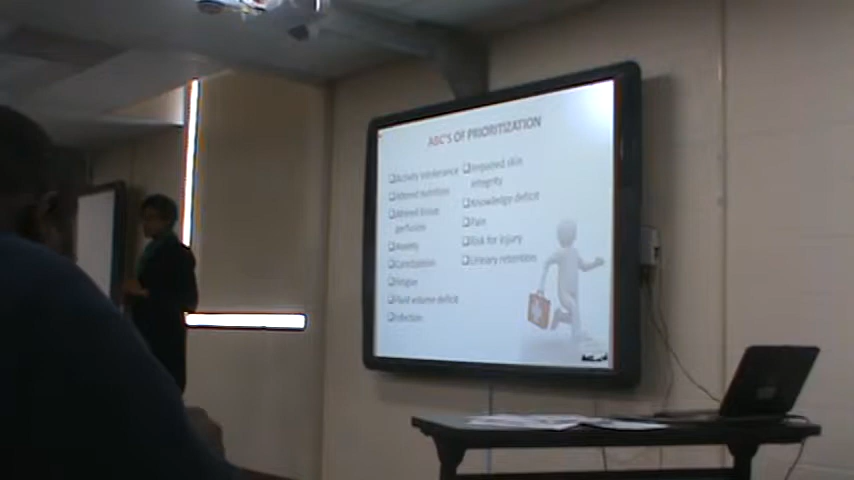 ABC'S OF PRIORITIZATION
❑Activity intolerance
❑Altered nutrition
❑Altered tissue
perfusion
❑Anxiety
❑Constipation
❑Fatigue
❑Fluid volume deficit
❑Infection
❑Impaired skin
integrity
❑Knowledge deficit
❑Pain
❑Risk for injury
❑Urinary retention